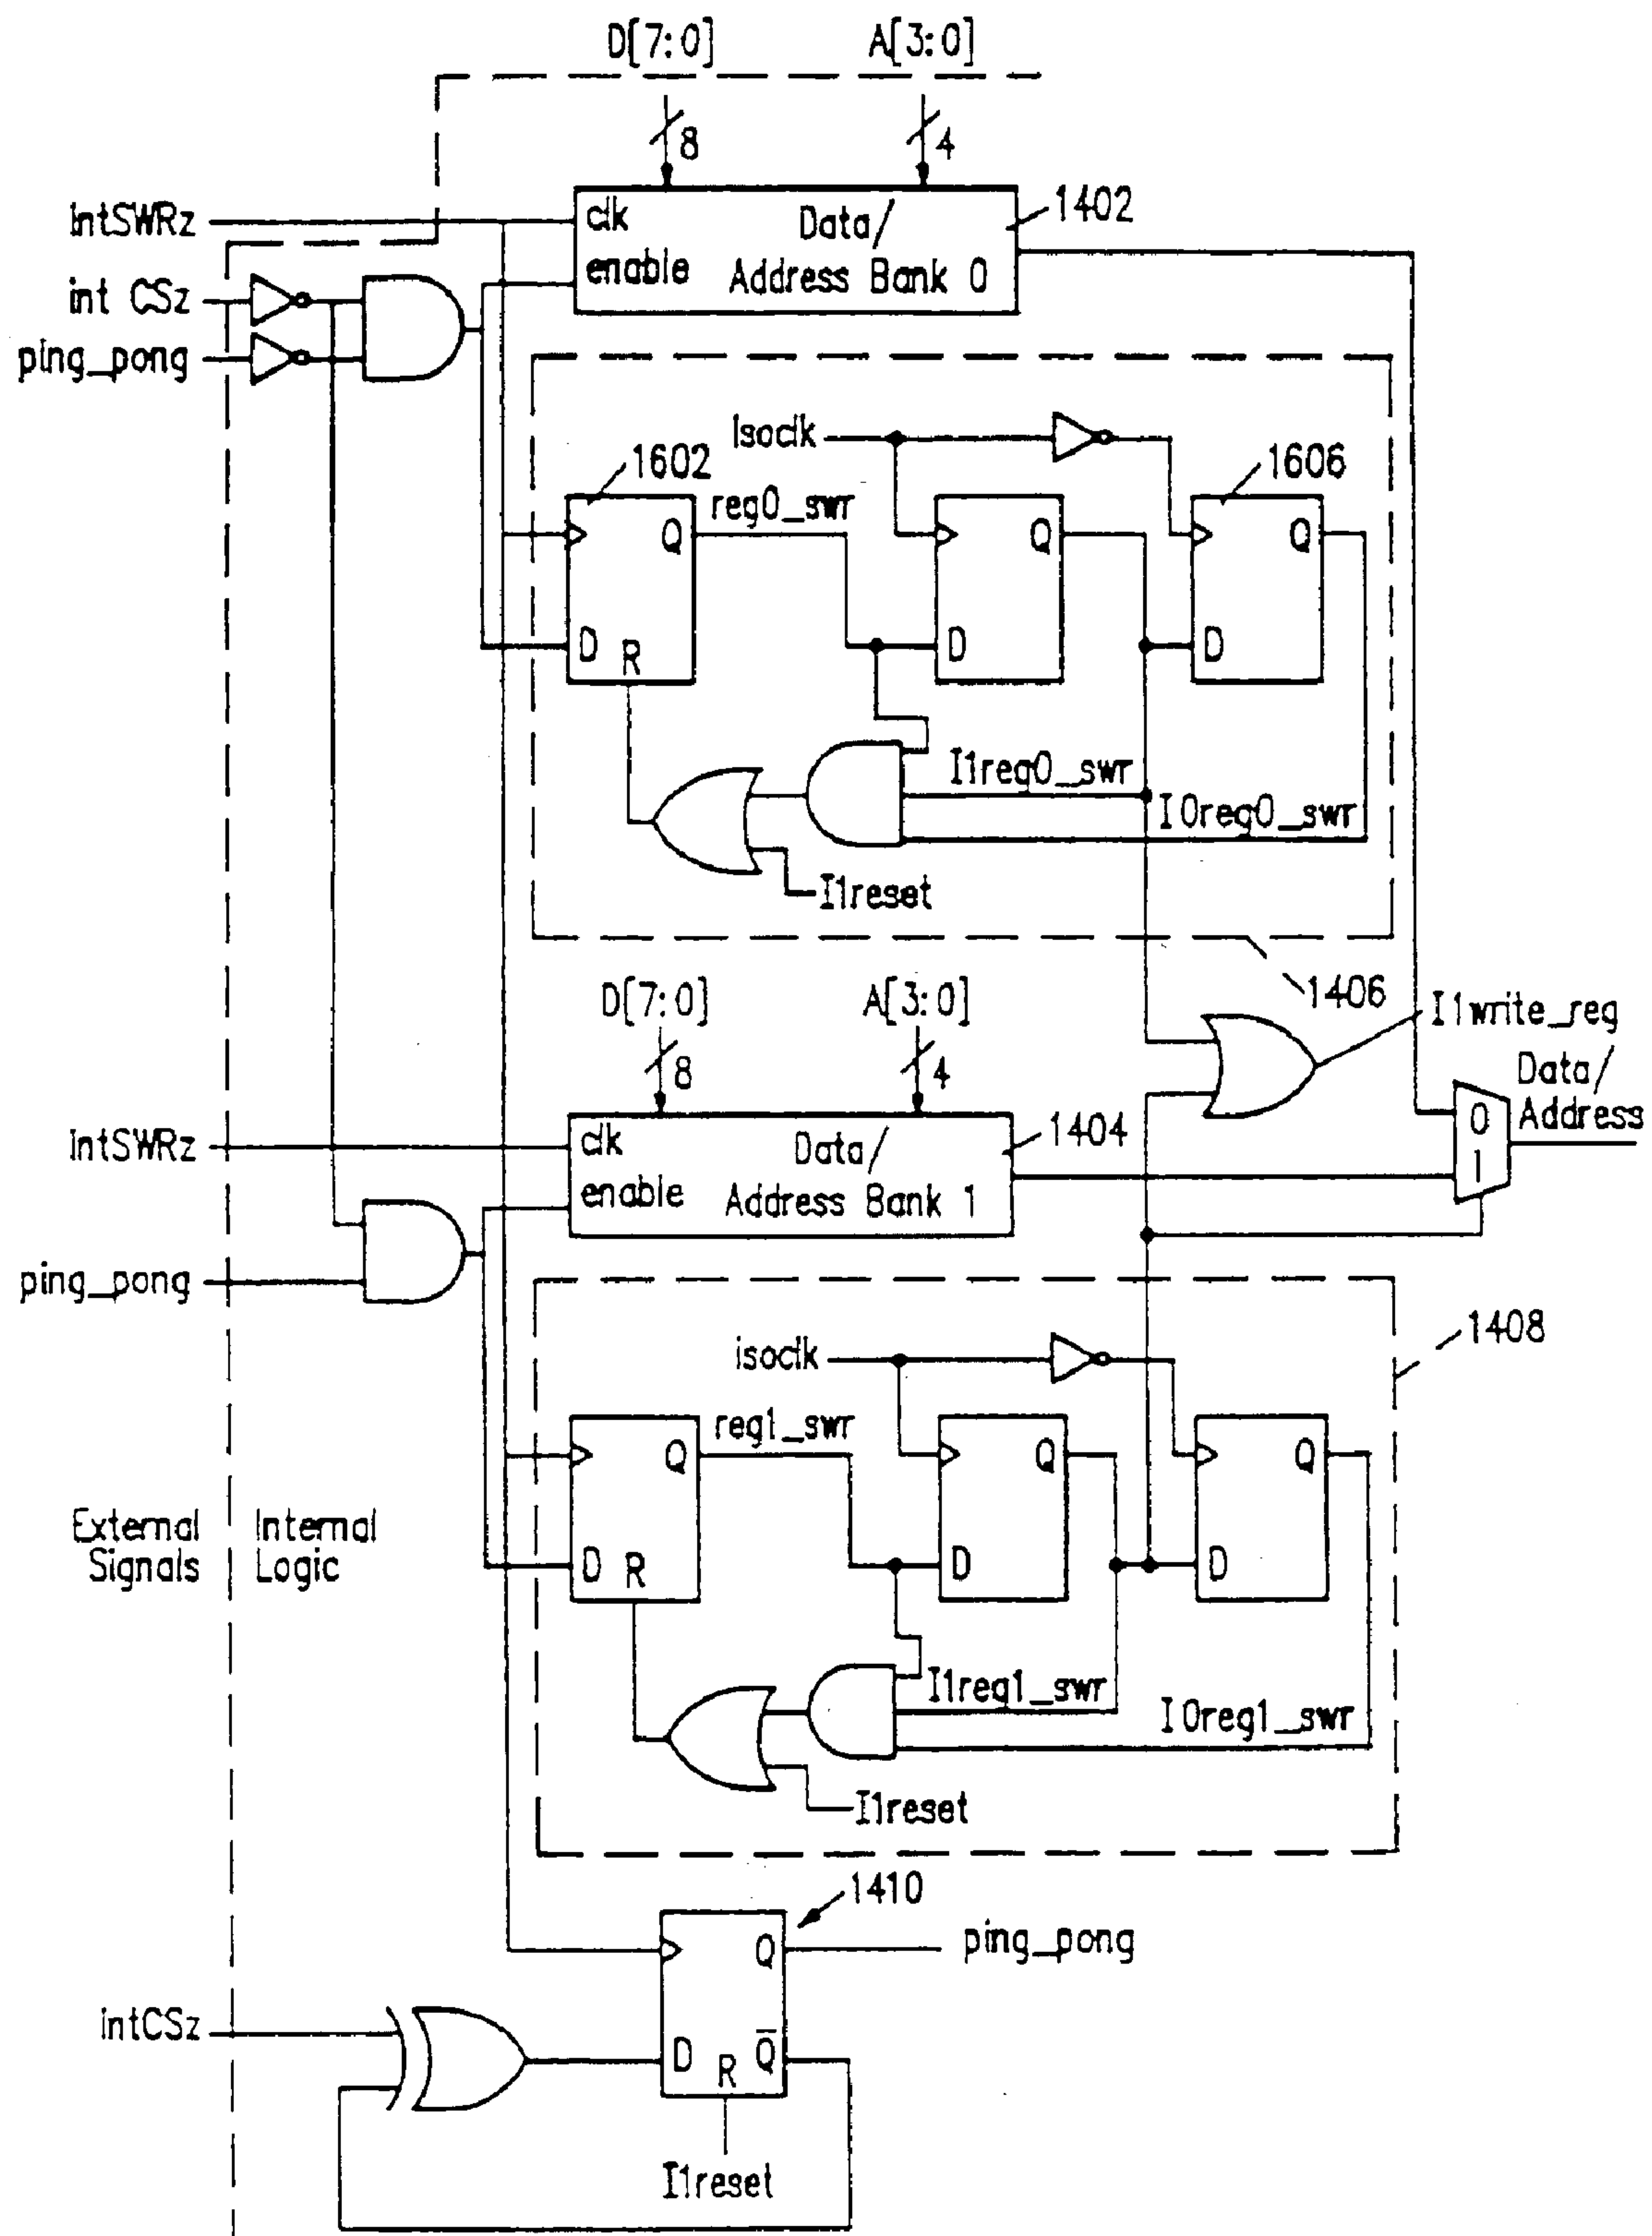 D[7:0] A[3:0]
8 4
IntSWRz
clk Data/ 1402
enable Address Bank 0
int CSz
ping_pong
Isoclk
1602 1606
reg0_swr
Q Q Q
D R D D
I1reg0_swr
I0reg0_swr
I1reset
1406
D[7:0] A[3:0]
8 4
I1write_reg
Data/
Address
0
1
IntSWRz
clk Data/ 1404
enable Address Bank 1
ping_pong
isoclk
1408
reg1_swr
Q Q Q
D R D D
External Internal
Signals Logic
I1reg1_swr
I0reg1_swr
I1reset
1410
Q ping_pong
intCSz
D R Q̅
I1reset